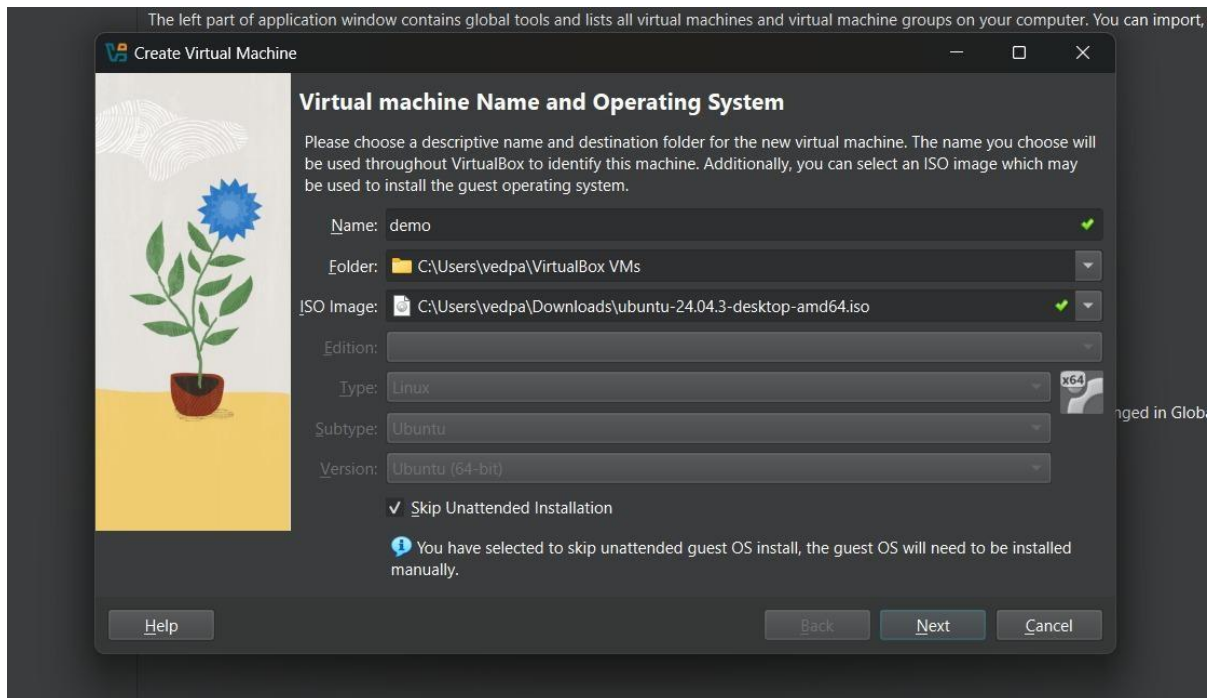 The left part of application window contains global tools and lists all virtual machines and virtual machine groups on your computer. You can import,
Create Virtual Machine
Virtual machine Name and Operating System
Please choose a descriptive name and destination folder for the new virtual machine. The name you choose will
be used throughout VirtualBox to identify this machine. Additionally, you can select an ISO image which may
be used to install the guest operating system.
Name: demo
Folder: C:\Users\vedpa\VirtualBox VMs
ISO Image: C:\Users\vedpa\Downloads\ubuntu-24.04.3-desktop-amd64.iso
Edition:
Type: Linux
x64
Subtype: Ubuntu
nged in Globa
Version: Ubuntu (64-bit)
Skip Unattended Installation
You have selected to skip unattended guest OS install, the guest OS will need to be installed
manually.
Help Back Next Cancel